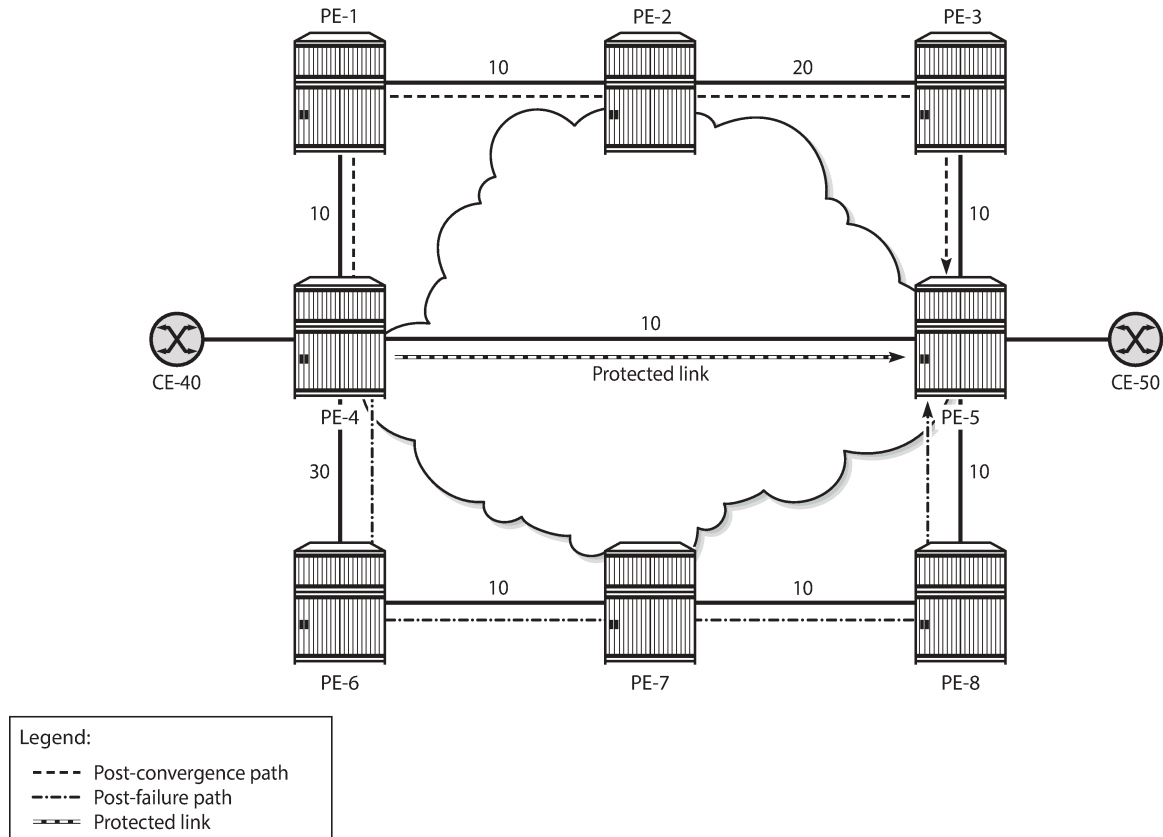 PE-1
PE-2
PE-3
10
20
10
10
10
Protected link
CE-40
CE-50
PE-4
PE-5
30
10
10
10
PE-6
PE-7
PE-8
Legend:
Post-convergence path
Post-failure path
Protected link